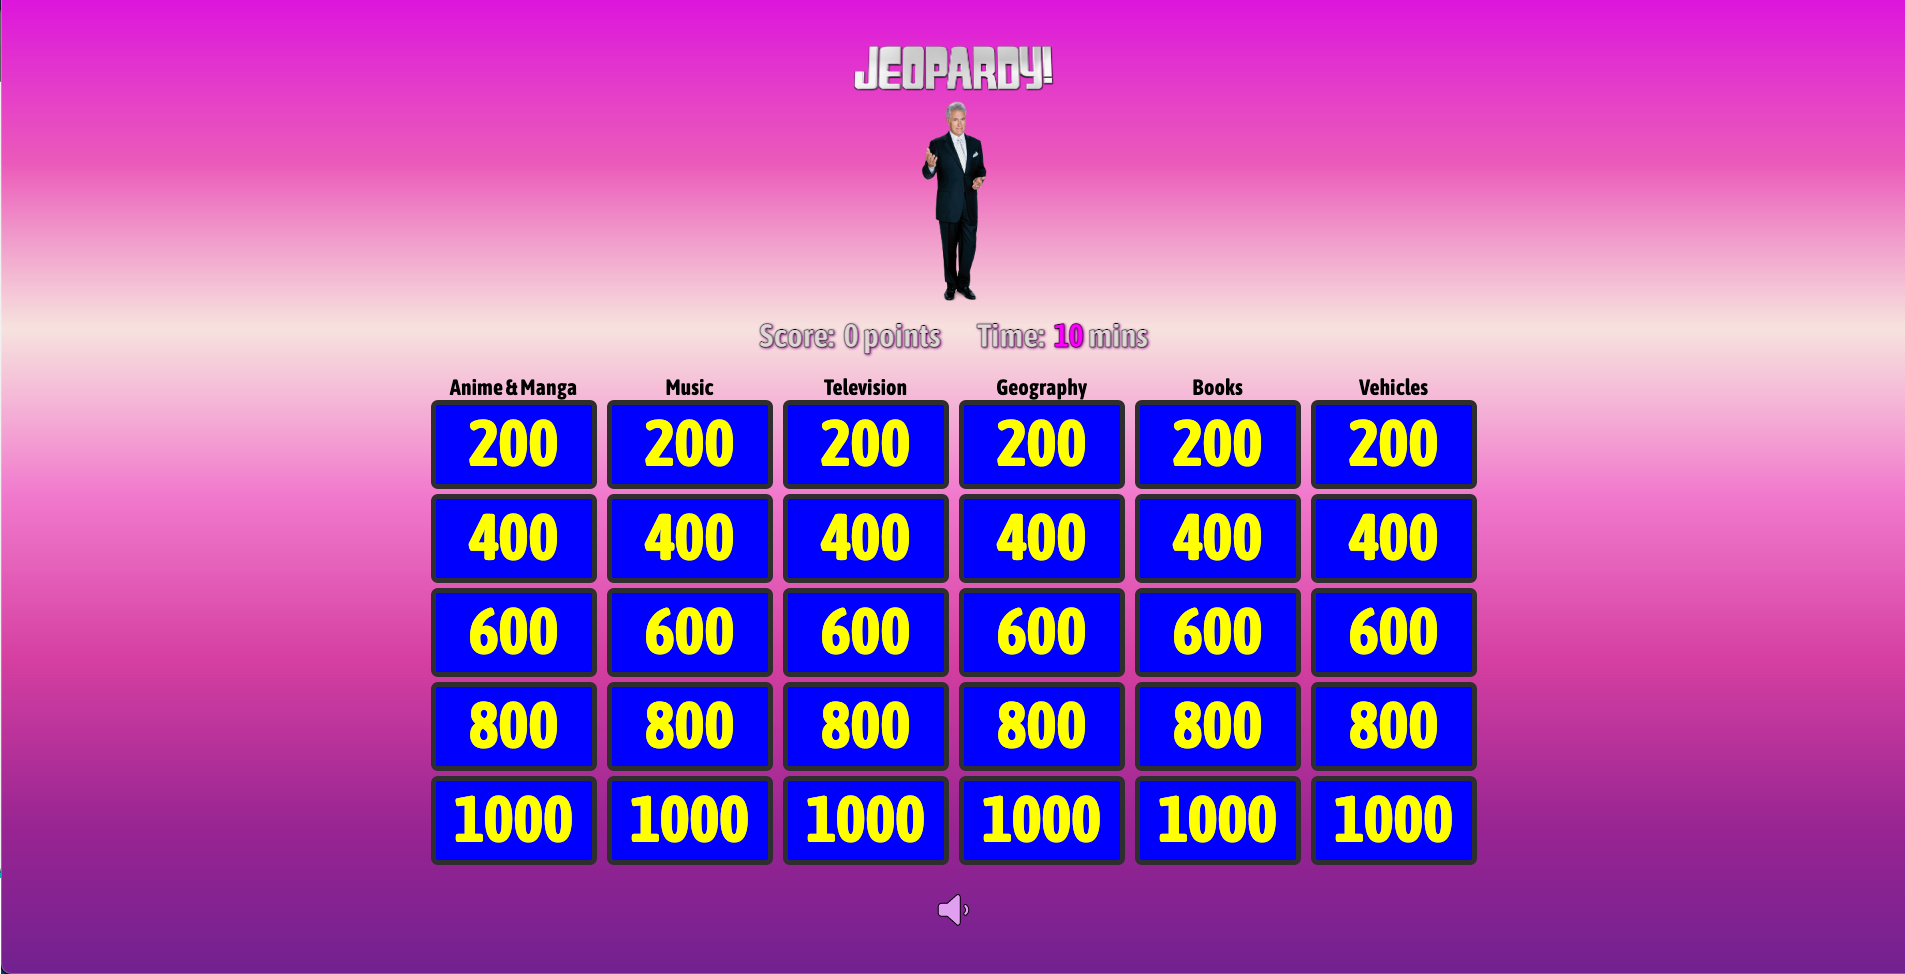 JEOPARDY!
Score: 0 points Time: 10 mins
Anime & Manga Music Television Geography Books Vehicles
200 200 200 200 200 200
400 400 400 400 400 400
600 600 600 600 600 600
800 800 800 800 800 800
1000 1000 1000 1000 1000 1000